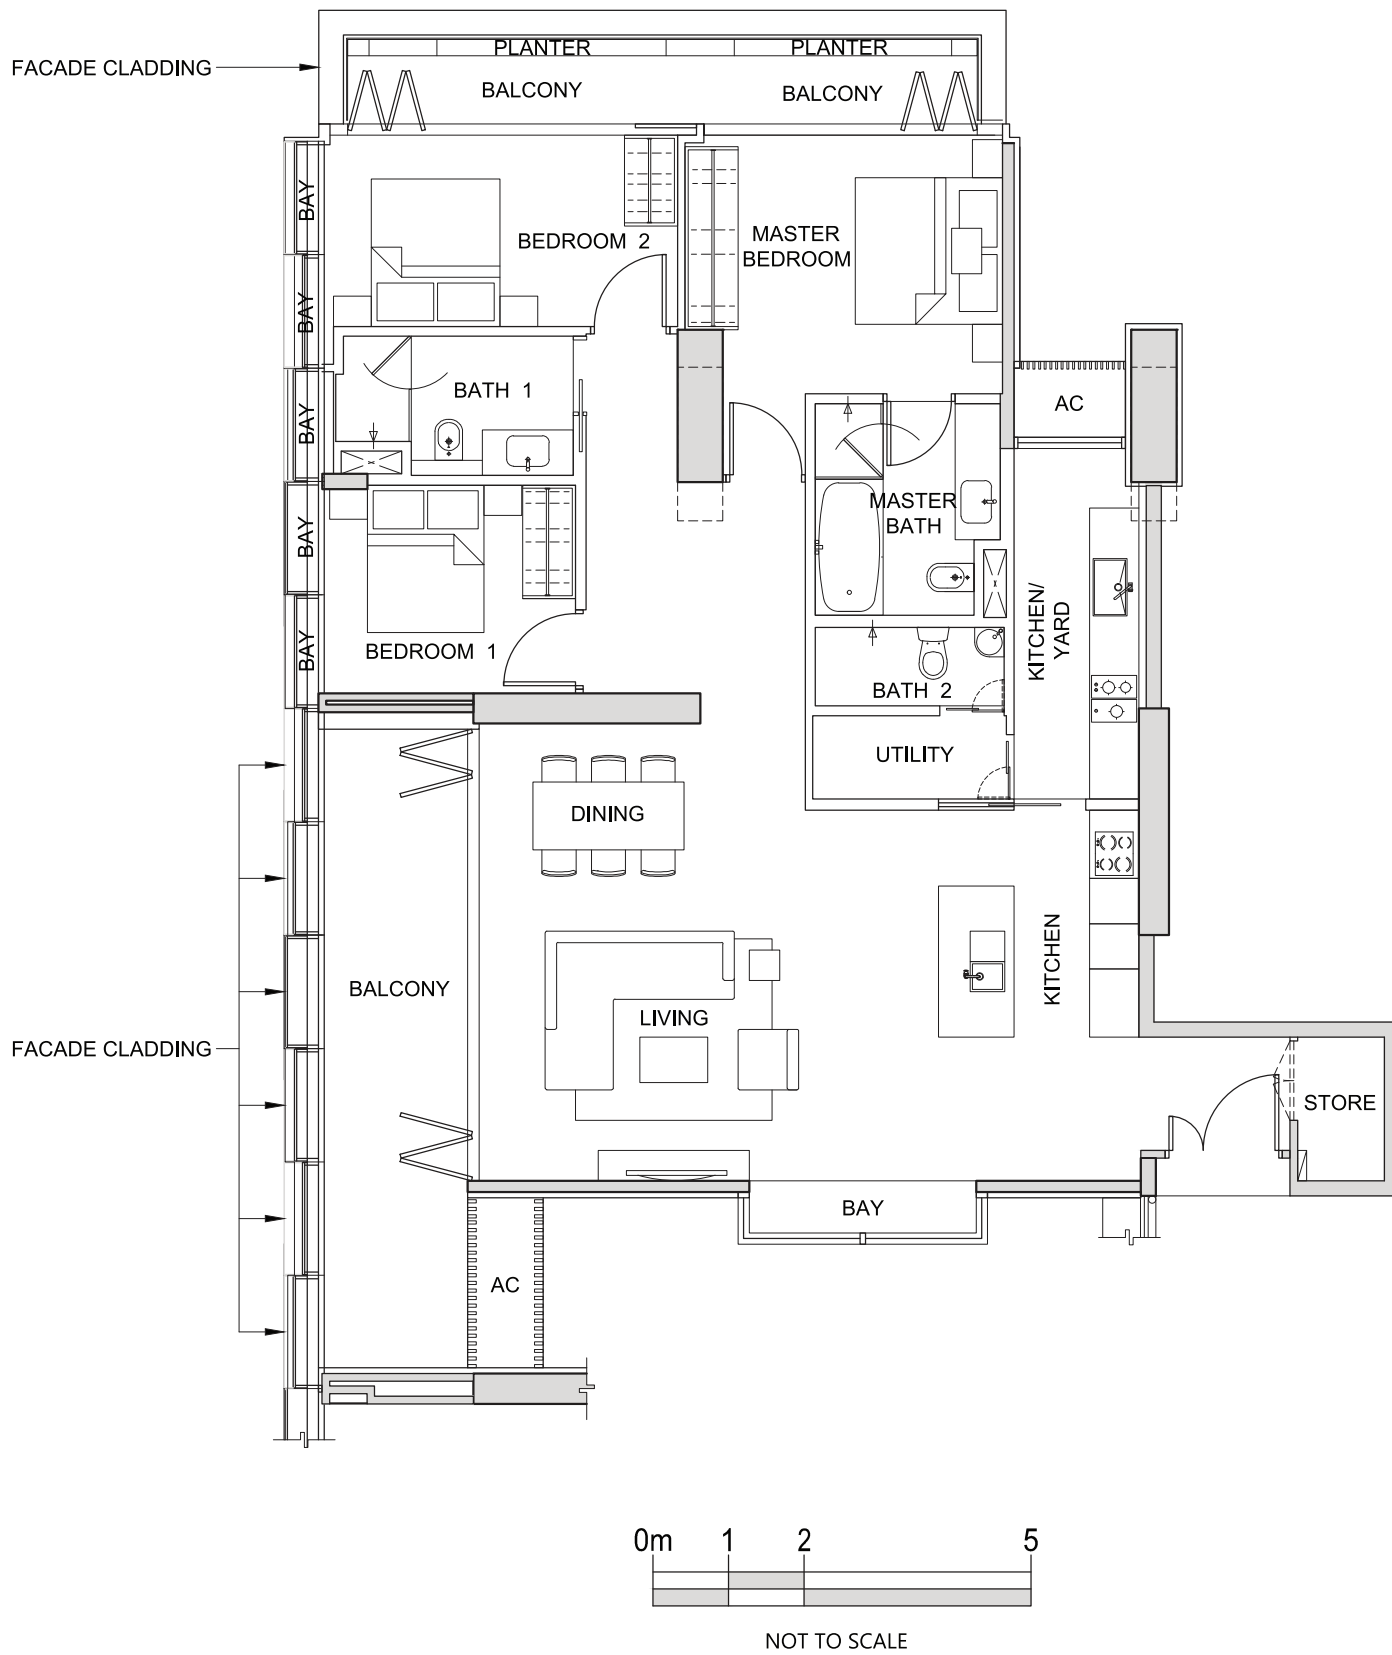 PLANTER
PLANTER
FACADE CLADDING
BALCONY
BALCONY
BAY
BEDROOM 2
MASTER
BEDROOM
BAY
BATH 1
AC
BAY
MASTER
BATH
BAY
KITCHEN/
YARD
BAY
BEDROOM 1
BATH 2
UTILITY
DINING
KITCHEN
BALCONY
LIVING
FACADE CLADDING
STORE
BAY
AC
0m 1 2 5
NOT TO SCALE